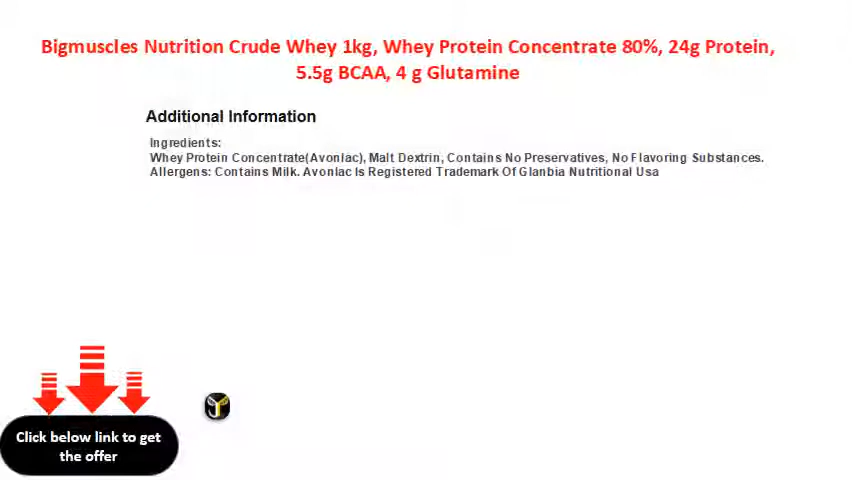 Bigmuscles Nutrition Crude Whey 1kg, Whey Protein Concentrate 80%, 24g Protein,
5.5g BCAA, 4 g Glutamine
Additional Information
Ingredients:
Whey Protein Concentrate(Avonlac), Malt Dextrin, Contains No Preservatives, No Flavoring Substances.
Allergens: Contains Milk. Avonlac Is Registered Trademark Of Glanbia Nutritional Usa
Click below link to get
the offer